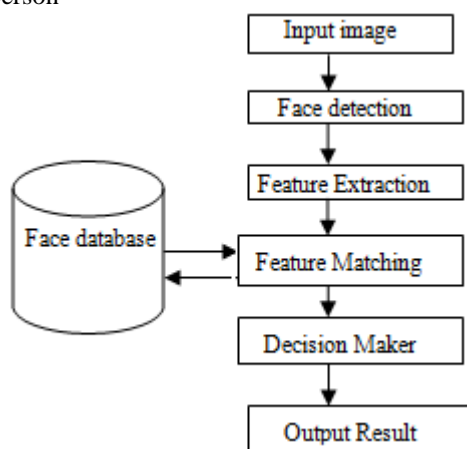 Input image
Face detection
Feature Extraction
Face database
Feature Matching
Decision Maker
Output Result